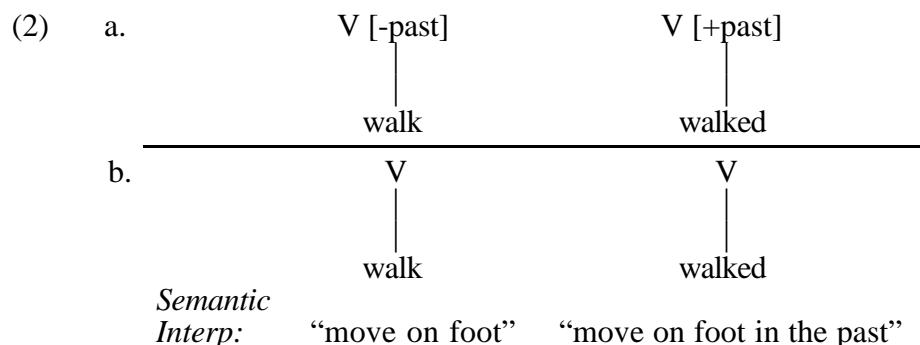 (2) a. V [-past] V [+past]
walk walked
b. V V
walk walked
Semantic
Interp: “move on foot” “move on foot in the past”